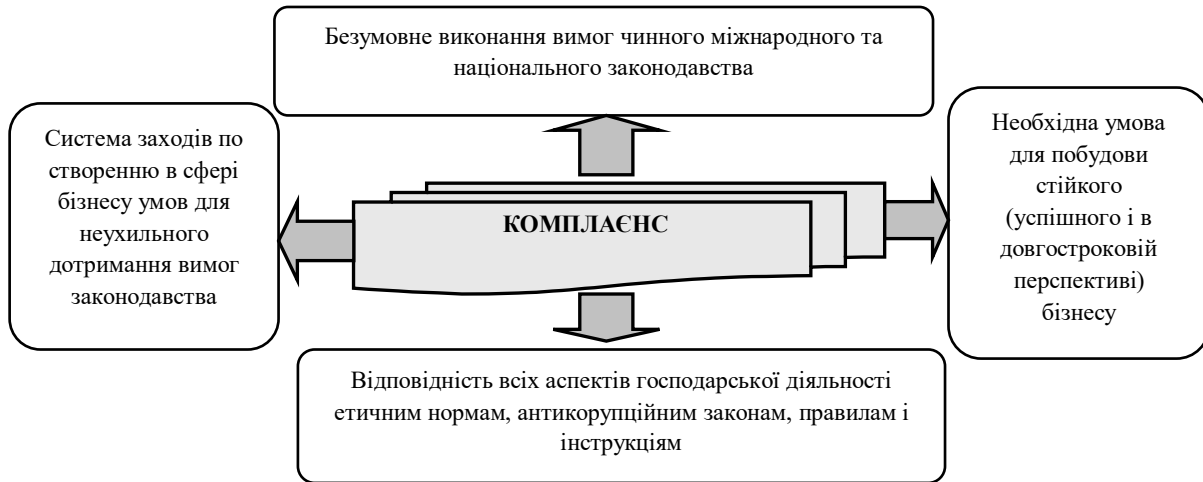 Безумовне виконання вимог чинного міжнародного та
національного законодавства
Система заходів по
створенню в сфері
бізнесу умов для
неухильного
дотримання вимог
законодавства
КОМПЛАЄНС
Необхідна умова
для побудови
стійкого
(успішного і в
довгостроковій
перспективі)
бізнесу
Відповідність всіх аспектів господарської діяльності
етичним нормам, антикорупційним законам, правилам і
інструкціям